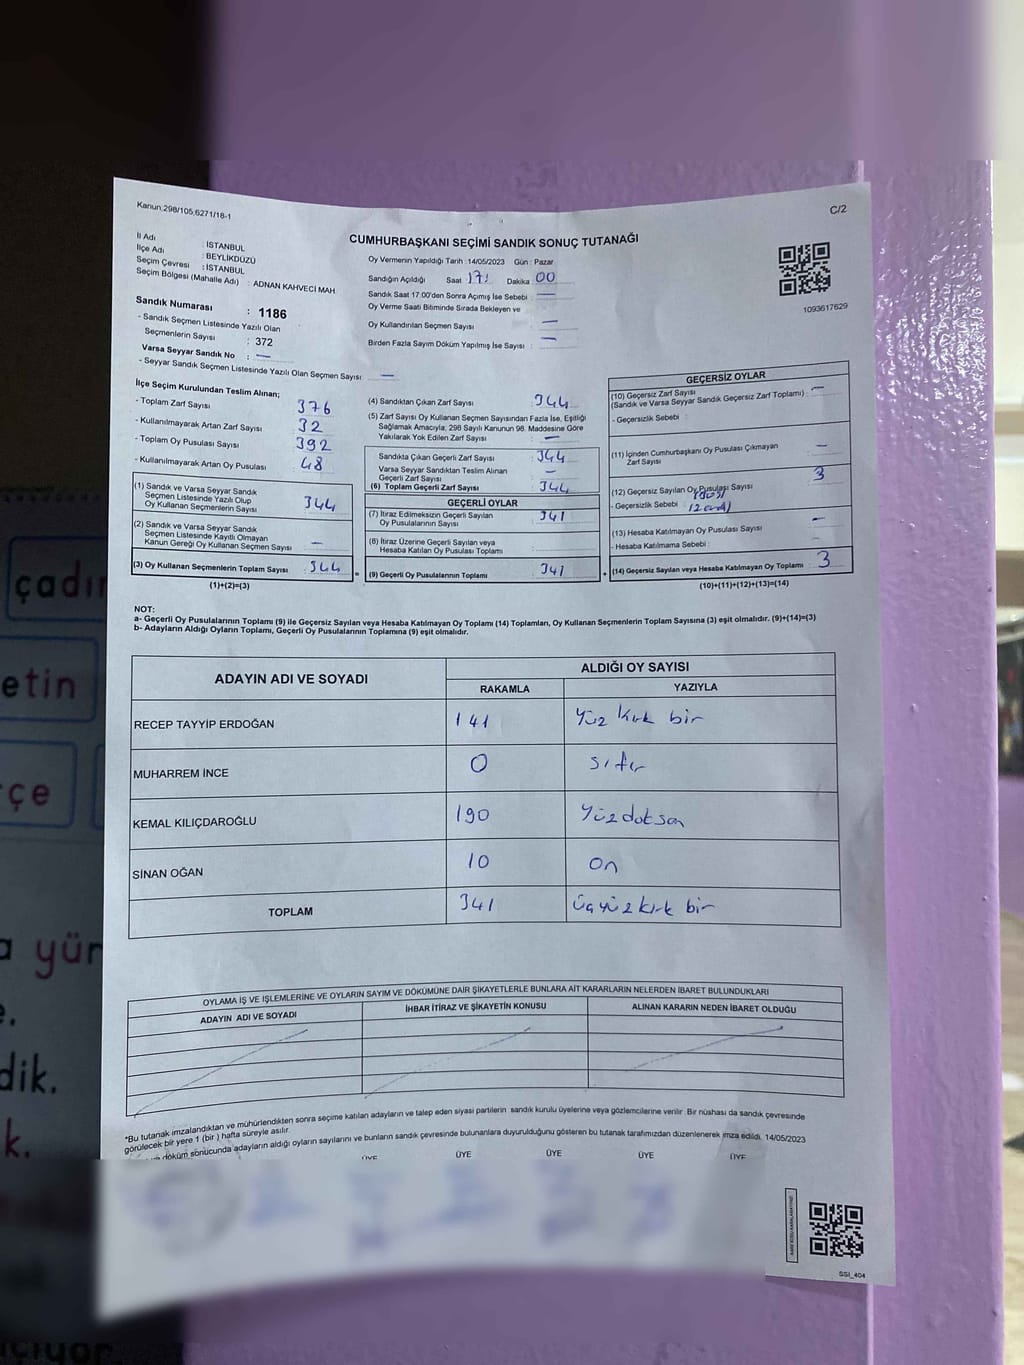 Kanun:298/105;6271/18-1
C/2
CUMHURBAŞKANI SEÇİMİ SANDIK SONUÇ TUTANAĞI
İl Adı : İSTANBUL
İlçe Adı : BEYLİKDÜZÜ
Seçim Çevresi : İSTANBUL
Seçim Bölgesi (Mahalle Adı) : ADNAN KAHVECİ MAH
Sandık Numarası : 1186
- Sandık Seçmen Listesinde Yazılı Olan
Seçmenlerin Sayısı : 372
Varsa Seyyar Sandık No : —
- Seyyar Sandık Seçmen Listesinde Yazılı Olan Seçmen Sayısı : —
Oy Vermenin Yapıldığı Tarih : 14/05/2023 Gün : Pazar
Sandığın Açıldığı Saat 17: Dakika 00
Sandık Saat 17:00'den Sonra Açımış İse Sebebi : —
Oy Verme Saati Bitiminde Sırada Bekleyen ve
Oy Kullandırılan Seçmen Sayısı —
Birden Fazla Sayım Döküm Yapılmış İse Sayısı : —
1093617629
İlçe Seçim Kurulundan Teslim Alınan;
- Toplam Zarf Sayısı 376
- Kullanılmayarak Artan Zarf Sayısı 32
- Toplam Oy Pusulası Sayısı 392
- Kullanılmayarak Artan Oy Pusulası 48
(1) Sandık ve Varsa Seyyar Sandık
Seçmen Listesinde Yazılı Olup
Oy Kullanan Seçmenlerin Sayısı 344
(2) Sandık ve Varsa Seyyar Sandık
Seçmen Listesinde Kayıtlı Olmayan
Kanun Gereği Oy Kullanan Seçmen Sayısı —
(3) Oy Kullanan Seçmenlerin Toplam Sayısı 344
(1)+(2)=(3)
(4) Sandıktan Çıkan Zarf Sayısı 344
(5) Zarf Sayısı Oy Kullanan Seçmen Sayısından Fazla İse, Eşitliği
Sağlamak Amacıyla; 298 Sayılı Kanunun 98. Maddesine Göre
Yakılarak Yok Edilen Zarf Sayısı —
Sandıkta Çıkan Geçerli Zarf Sayısı 344
Varsa Seyyar Sandıktan Teslim Alınan
Geçerli Zarf Sayısı —
(6) Toplam Geçerli Zarf Sayısı 344
GEÇERLİ OYLAR
(7) İtiraz Edilmeksizin Geçerli Sayılan
Oy Pusulalarının Sayısı 341
(8) İtiraz Üzerine Geçerli Sayılan veya
Hesaba Katılan Oy Pusulası Toplamı
= (9) Geçerli Oy Pusulalarının Toplamı 341 +
GEÇERSİZ OYLAR
(10) Geçersiz Zarf Sayısı
(Sandık ve Varsa Seyyar Sandık Geçersiz Zarf Toplamı) : —
- Geçersizlik Sebebi :
(11) İçinden Cumhurbaşkanı Oy Pusulası Çıkmayan
Zarf Sayısı —
(12) Geçersiz Sayılan Oy Pusulası Sayısı 3
- Geçersizlik Sebebi
(13) Hesaba Katılmayan Oy Pusulası Sayısı —
- Hesaba Katılmama Sebebi :
(14) Geçersiz Sayılan veya Hesaba Katılmayan Oy Toplamı 3
(10)+(11)+(12)+(13)=(14)
NOT:
a- Geçerli Oy Pusulalarının Toplamı (9) ile Geçersiz Sayılan veya Hesaba Katılmayan Oy Toplamı (14) Toplamları, Oy Kullanan Seçmenlerin Toplam Sayısına (3) eşit olmalıdır. (9)+(14)=(3)
b- Adayların Aldığı Oyların Toplamı, Geçerli Oy Pusulalarının Toplamına (9) eşit olmalıdır.
ADAYIN ADI VE SOYADI
ALDIĞI OY SAYISI
RAKAMLA YAZIYLA
RECEP TAYYİP ERDOĞAN 141 Yüz kırk bir
MUHARREM İNCE 0 sıfır
KEMAL KILIÇDAROĞLU 190 Yüzdoksan
SİNAN OĞAN 10 On
TOPLAM 341 üçyüz kırk bir
OYLAMA İŞ VE İŞLEMLERİNE VE OYLARIN SAYIM VE DÖKÜMÜNE DAİR ŞİKAYETLERLE BUNLARA AİT KARARLARIN NELERDEN İBARET BULUNDUKLARI
ADAYIN ADI VE SOYADI İHBAR İTİRAZ VE ŞİKAYETİN KONUSU ALINAN KARARIN NEDEN İBARET OLDUĞU
*Bu tutanak imzalandıktan ve mühürlendikten sonra seçime katılan adayların ve talep eden siyasi partilerin sandık kurulu üyelerine veya gözlemcilerine verilir. Bir nüshası da sandık çevresinde
görülecek bir yere 1 (bir ) hafta süreyle asılır.
döküm sonucunda adayların aldığı oyların sayılarını ve bunların sandık çevresinde bulunanlara duyurulduğunu gösteren bu tutanak tarafımızdan düzenlenerek imza edildi. 14/05/2023
ÜYE ÜYE ÜYE ÜYE ÜYE
SSI_404
çadır
etin
çe
a yür
e.
dik.
k.